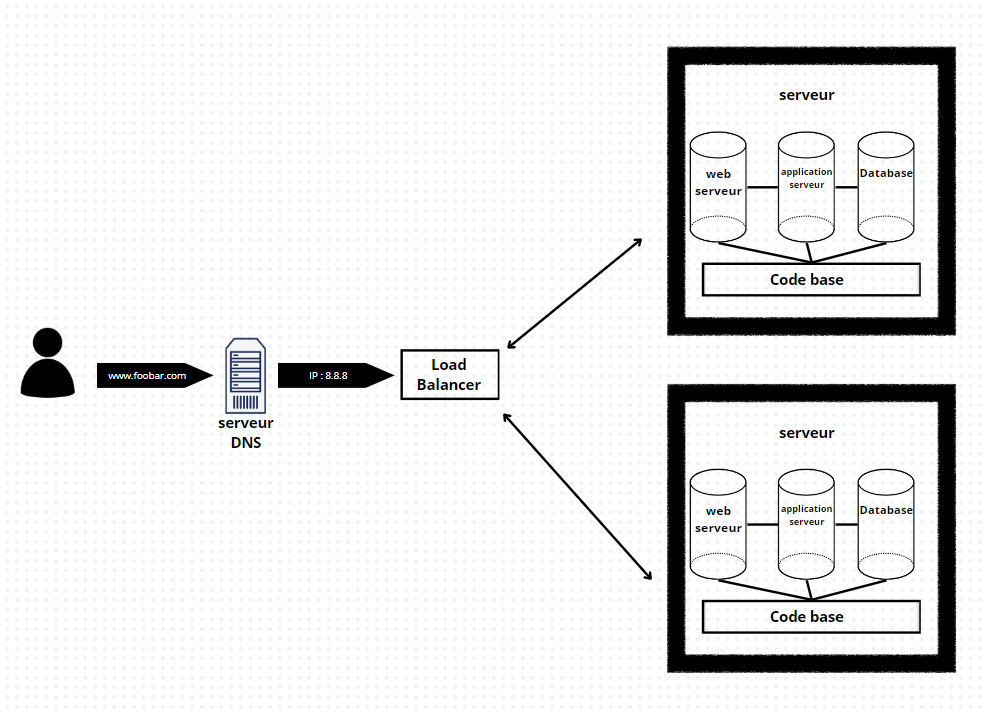 www.foobar.com
serveur
DNS
IP : 8.8.8
Load
Balancer
serveur
web
serveur
application
serveur
Database
Code base
serveur
web
serveur
application
serveur
Database
Code base